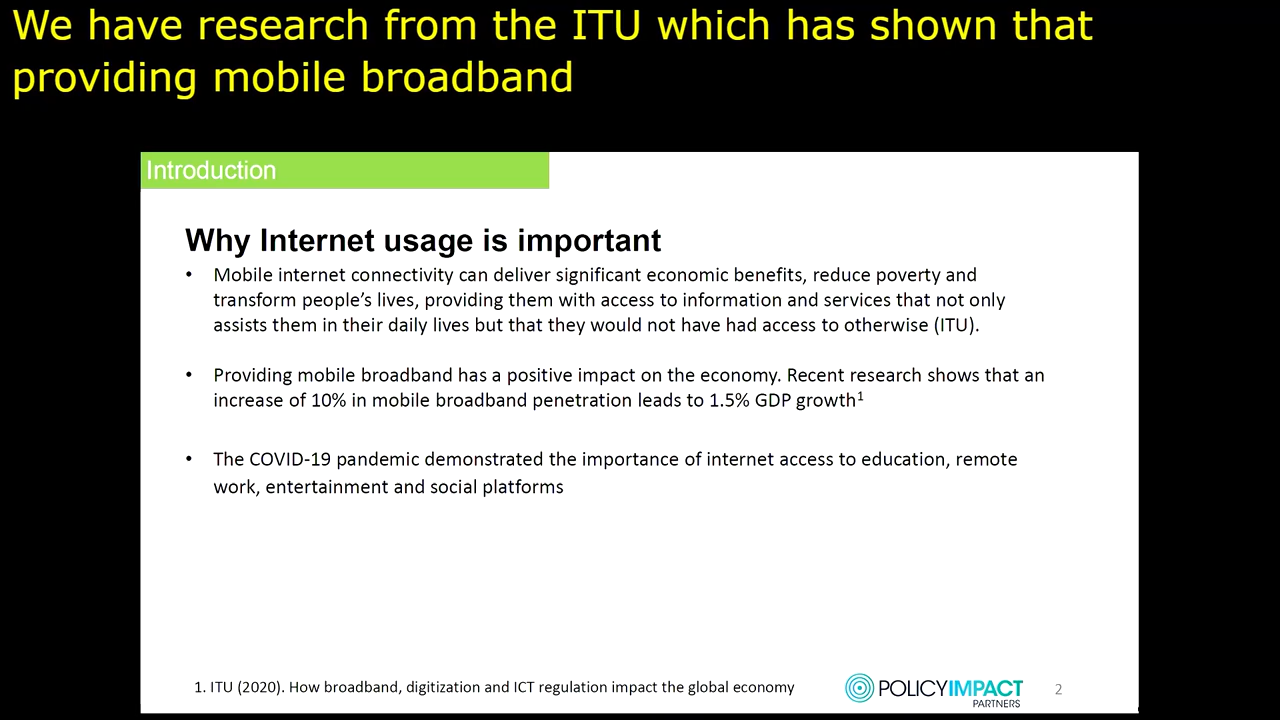 We have research from the ITU which has shown that
providing mobile broadband
Introduction
Why Internet usage is important
• Mobile internet connectivity can deliver significant economic benefits, reduce poverty and
transform people’s lives, providing them with access to information and services that not only
assists them in their daily lives but that they would not have had access to otherwise (ITU).
• Providing mobile broadband has a positive impact on the economy. Recent research shows that an
increase of 10% in mobile broadband penetration leads to 1.5% GDP growth¹
• The COVID-19 pandemic demonstrated the importance of internet access to education, remote
work, entertainment and social platforms
1. ITU (2020). How broadband, digitization and ICT regulation impact the global economy
POLICYIMPACT
PARTNERS
2